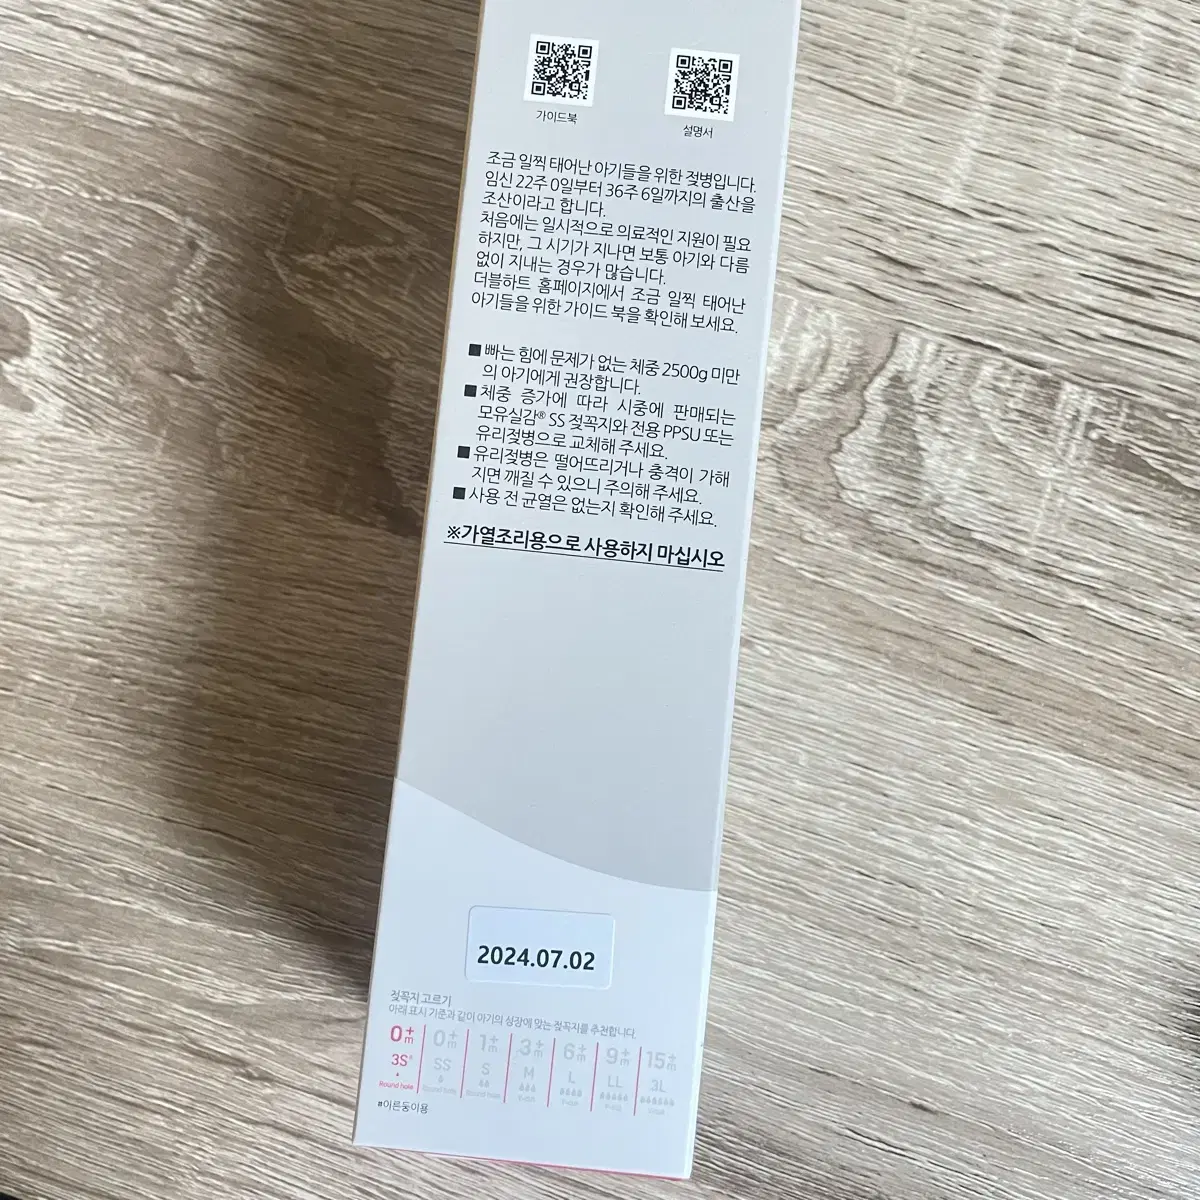 가이드북
설명서
조금 일찍 태어난 아기들을 위한 젖병입니다.
임신 22주 0일부터 36주 6일까지의 출산을
조산이라고 합니다.
처음에는 일시적으로 의료적인 지원이 필요
하지만, 그 시기가 지나면 보통 아기와 다름
없이 지내는 경우가 많습니다.
더블하트 홈페이지에서 조금 일찍 태어난
아기들을 위한 가이드 북을 확인해 보세요.
■ 빠는 힘에 문제가 없는 체중 2500g 미만
의 아기에게 권장합니다.
■ 체중 증가에 따라 시중에 판매되는
모유실감® SS 젖꼭지와 전용 PPSU 또는
유리젖병으로 교체해 주세요.
■ 유리젖병은 떨어뜨리거나 충격이 가해
지면 깨질 수 있으니 주의해 주세요.
■ 사용 전 균열은 없는지 확인해 주세요.
※가열조리용으로 사용하지 마십시오
2024.07.02
젖꼭지 고르기
아래 표시 기준과 같이 아기의 성장에 맞는 젖꼭지를 추천합니다.
0+m 0+m 1+m 3+m 6+m 9+m 15+m
3S# SS S M L LL 3L
Round hole Round hole Round hole Y-cut Y-cut Y-cut
#이른둥이용